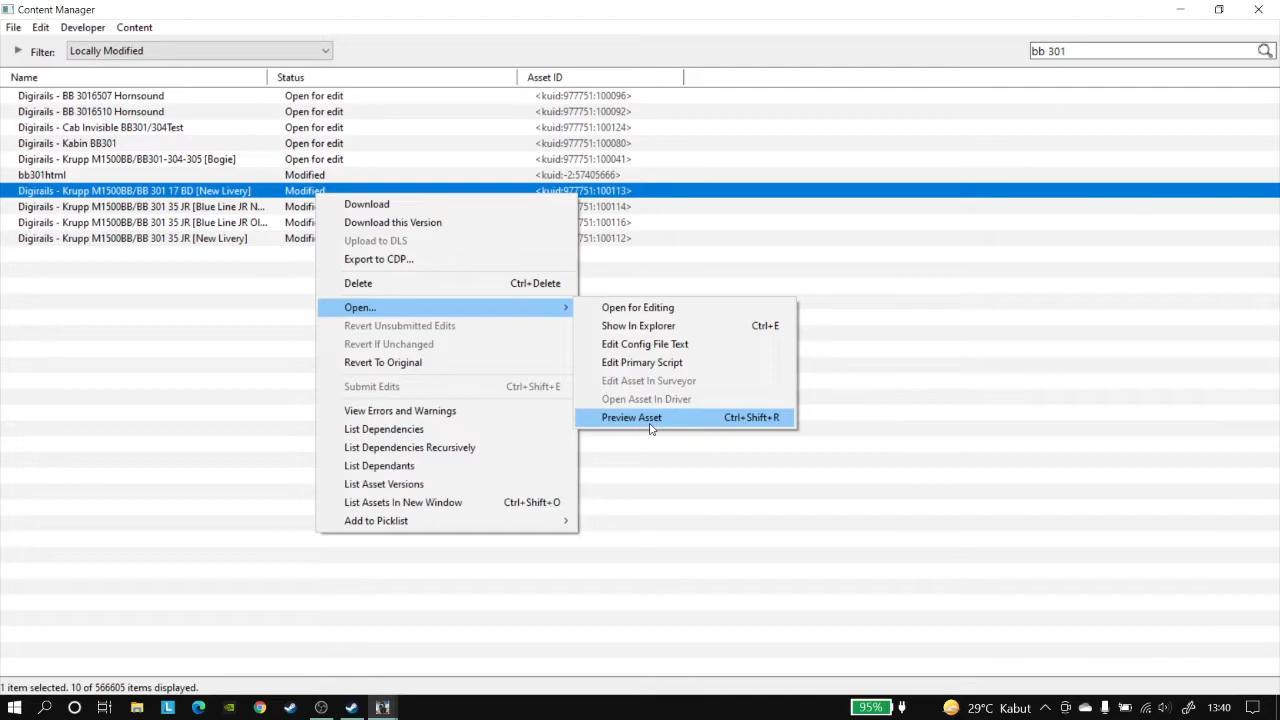 Content Manager
File Edit Developer Content
Filter: Locally Modified bb 301
Name Status Asset ID
Digirails - BB 3016507 Hornsound Open for edit <kuid:977751:100096>
Digirails - BB 3016510 Hornsound Open for edit <kuid:977751:100092>
Digirails - Cab Invisible BB301/304Test Open for edit <kuid:977751:100124>
Digirails - Kabin BB301 Open for edit <kuid:977751:100080>
Digirails - Krupp M1500BB/BB301-304-305 [Bogie] Open for edit <kuid:977751:100041>
bb301html Modified <kuid:-2:57405666>
Digirails - Krupp M1500BB/BB 301 17 BD [New Livery] Modified <kuid:977751:100113>
Digirails - Krupp M1500BB/BB 301 35 JR [Blue Line JR N... Modifi 77751:100114>
Digirails - Krupp M1500BB/BB 301 35 JR [Blue Line JR Ol... Modifi 77751:100116>
Digirails - Krupp M1500BB/BB 301 35 JR [New Livery] Modifi 77751:100112>
Download
Download this Version
Upload to DLS
Export to CDP...
Delete Ctrl+Delete
Open...
Revert Unsubmitted Edits
Revert If Unchanged
Revert To Original
Submit Edits Ctrl+Shift+E
View Errors and Warnings
List Dependencies
List Dependencies Recursively
List Dependants
List Asset Versions
List Assets In New Window Ctrl+Shift+O
Add to Picklist
Open for Editing
Show In Explorer Ctrl+E
Edit Config File Text
Edit Primary Script
Edit Asset In Surveyor
Open Asset In Driver
Preview Asset Ctrl+Shift+R
1 item selected. 10 of 566605 items displayed.
L 95% 29°C Kabut 13:40